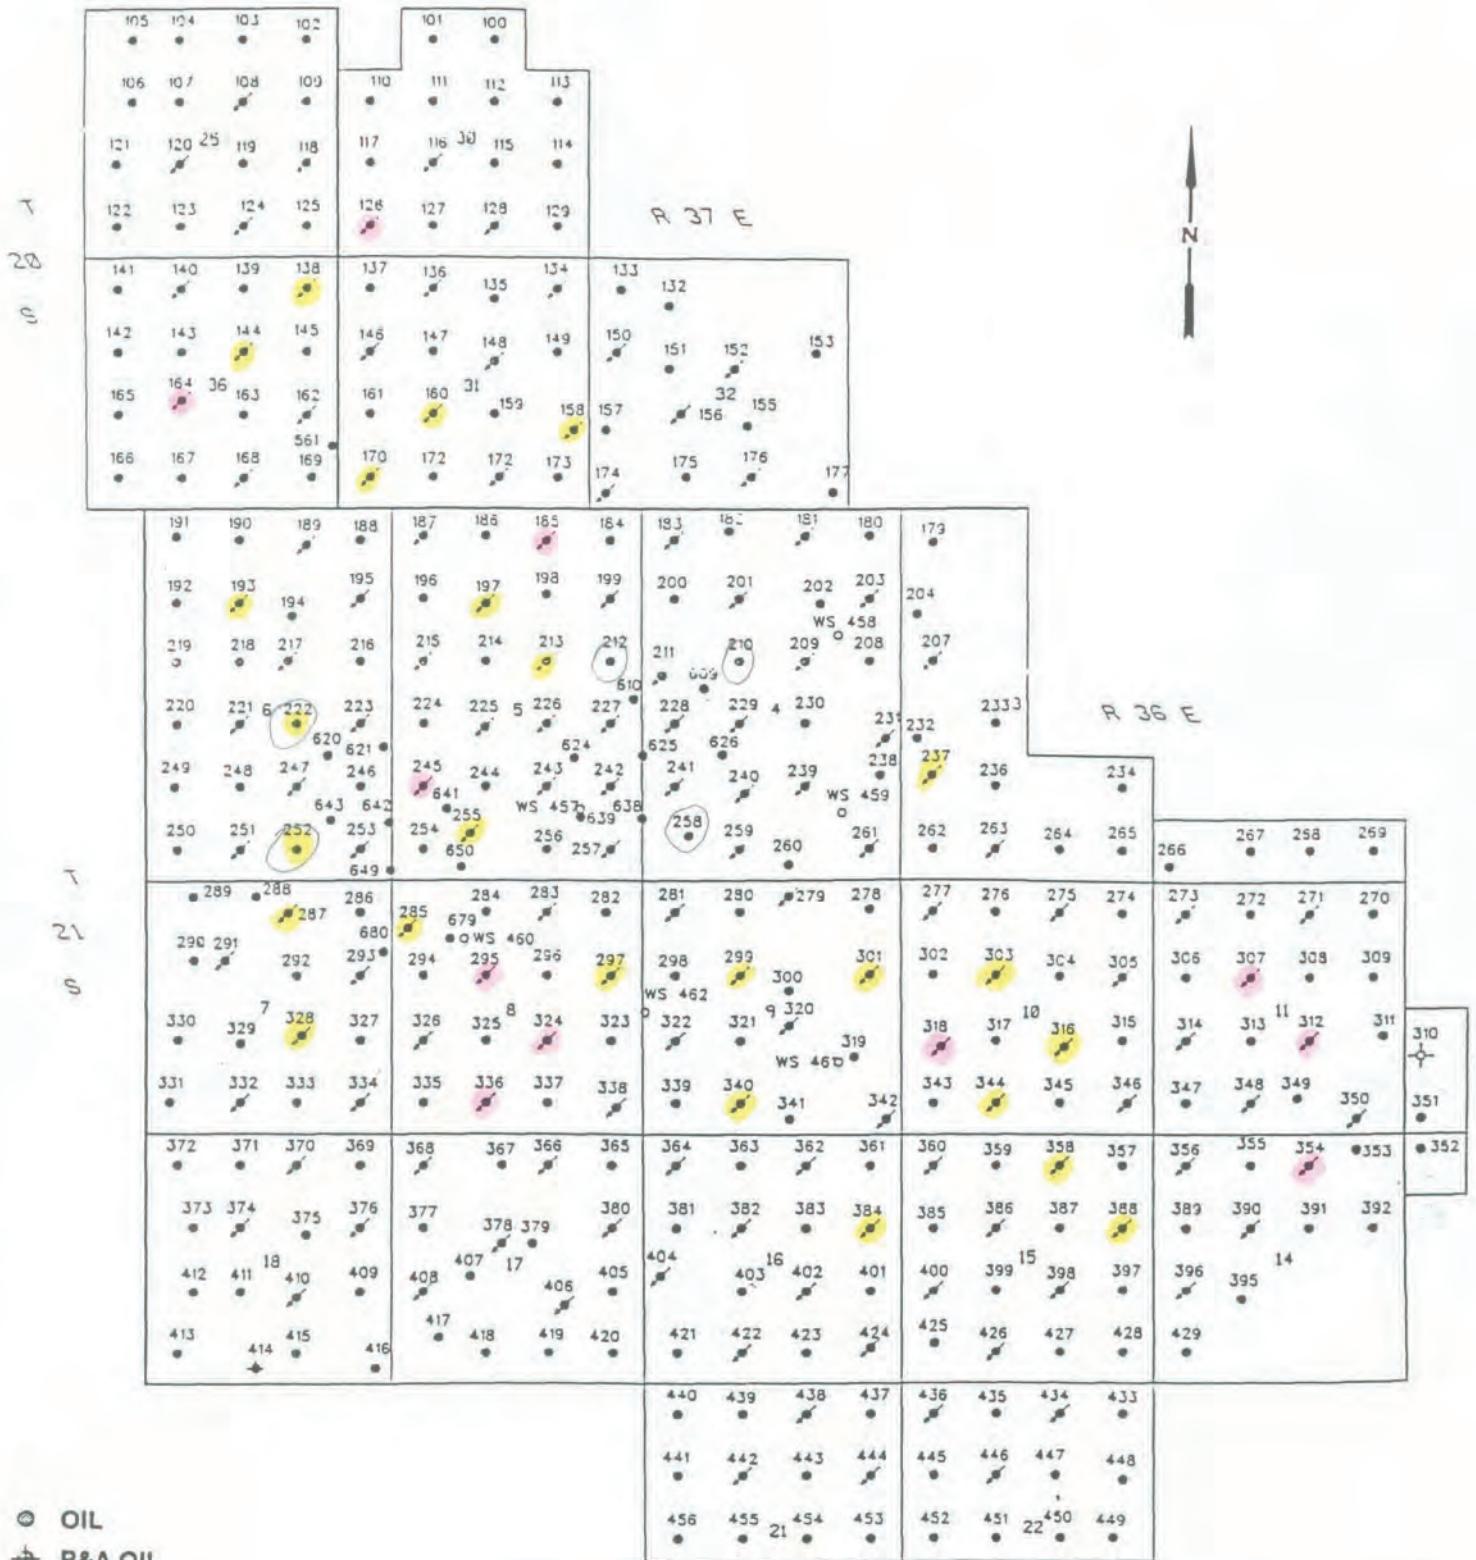 105 104 103 102 101 100
106 107 108 109 110 111 112 113
121 120 25 119 118 117 116 30 115 114
122 123 124 125 126 127 128 129
R 37 E
N
T
20
S
141 140 139 138 137 136 135 134 133 132
142 143 144 145 146 147 148 149 150 151 152 153
165 164 36 163 162 161 160 31 159 158 157 156 32 155
561
166 167 168 169 170 172 172 173 174 175 176 177
191 190 189 188 187 186 185 184 183 182 181 180 179
192 193 194 195 196 197 198 199 200 201 202 203 204
WS 458
219 218 217 216 215 214 213 212 211 210 209 208 207
609
610
220 221 6 222 223 224 225 5 226 227 228 229 4 230 231 232 2333
R 36 E
620 621 624 625 626
249 248 247 246 245 244 243 242 241 240 239 238 237 236 234
643 642 641 WS 457 639 638 WS 459
250 251 252 253 254 255 256 257 258 259 260 261 262 263 264 265 266 267 268 269
649 650
T
21
S
289 288 287 286 285 284 283 282 281 280 279 278 277 276 275 274 273 272 271 270
680 679 WS 460
290 291 292 293 294 295 296 297 298 299 300 301 302 303 304 305 306 307 308 309
WS 462
330 329 7 328 327 326 325 8 324 323 322 321 9 320 319 318 317 10 316 315 314 313 11 312 311 310
331 332 333 334 335 336 337 338 339 340 341 342 343 344 345 346 347 348 349 350 351
372 371 370 369 368 367 366 365 364 363 362 361 360 359 358 357 356 355 354 353 352
373 374 375 376 377 378 379 380 381 382 383 384 385 386 387 388 389 390 391 392
412 411 18 410 409 408 407 17 406 405 404 403 16 402 401 400 399 15 398 397 396 395 14
413 414 415 416 417 418 419 420 421 422 423 424 425 426 427 428 429
440 439 438 437 436 435 434 433
441 442 443 444 445 446 447 448
456 455 21 454 453 452 451 22 450 449
OIL
P&A OIL